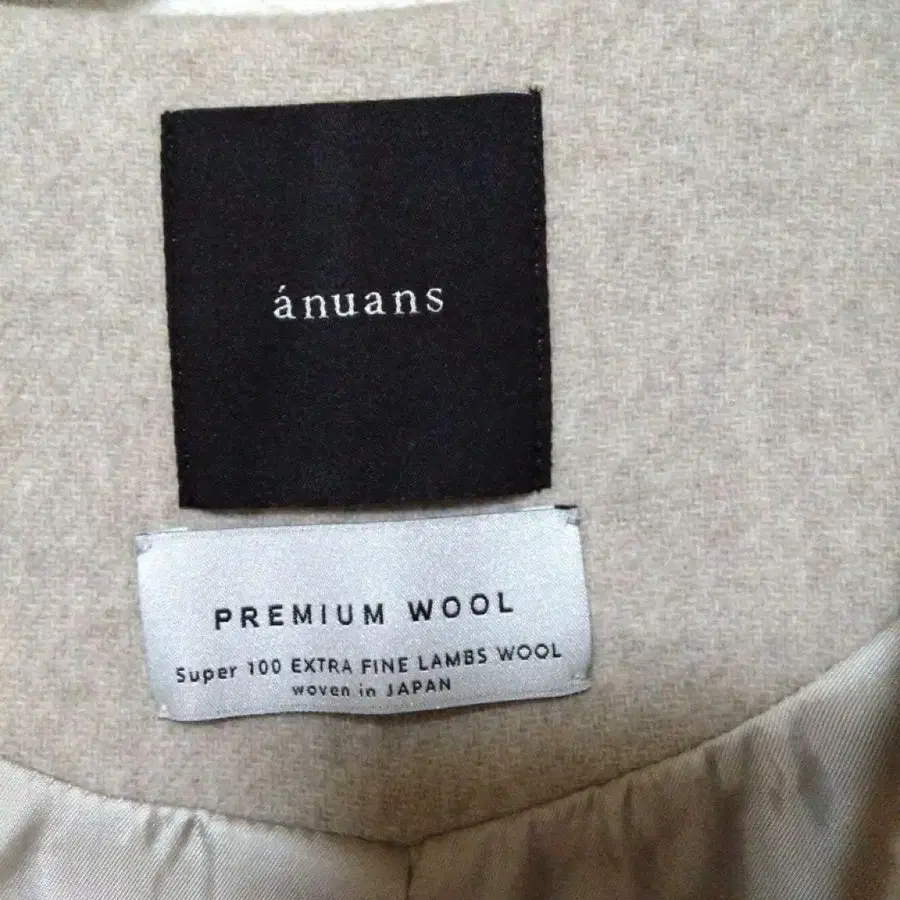 ánuans
PREMIUM WOOL
Super 100 EXTRA FINE LAMBS WOOL
woven in JAPAN